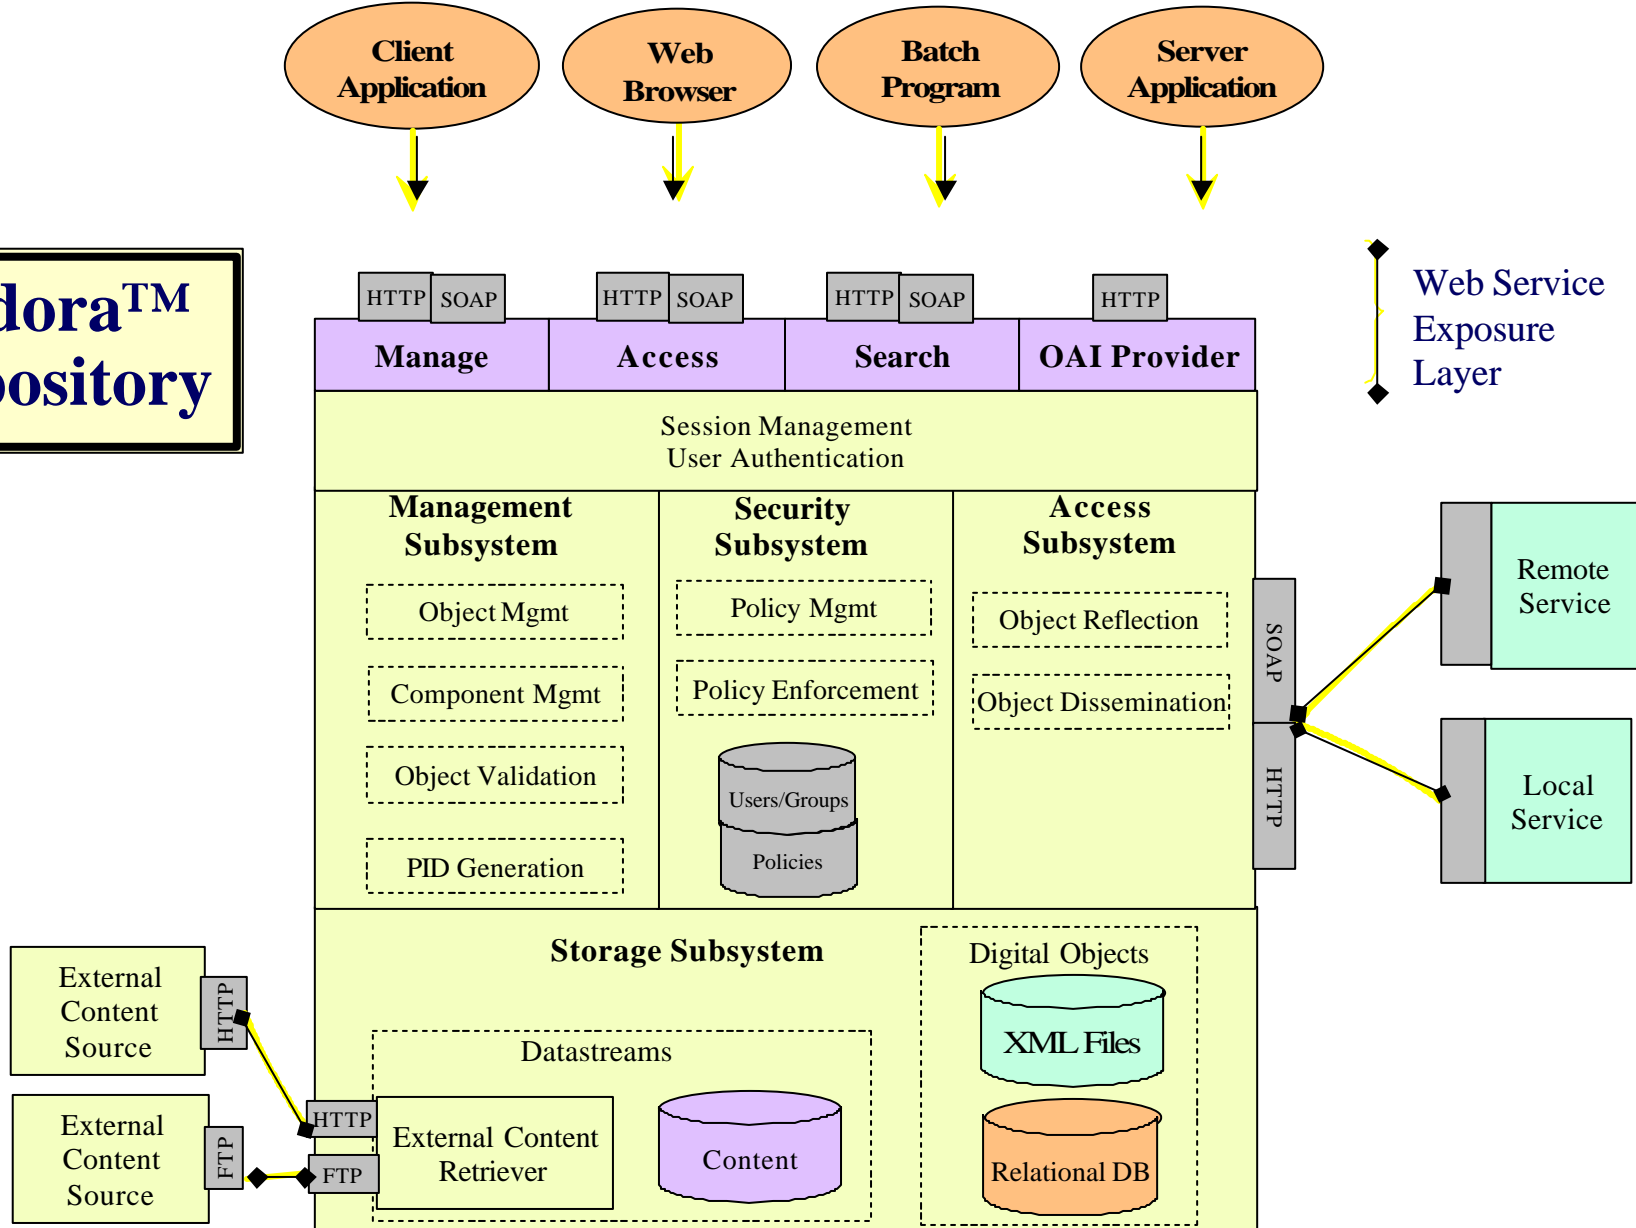 Client
Application
Web
Browser
Batch
Program
Server
Application
dora™
pository
HTTP SOAP
HTTP SOAP
HTTP SOAP
HTTP
Web Service
Exposure
Layer
Manage
Access
Search
OAI Provider
Session Management
User Authentication
Management
Subsystem
Object Mgmt
Component Mgmt
Object Validation
PID Generation
Security
Subsystem
Policy Mgmt
Policy Enforcement
Users/Groups
Policies
Access
Subsystem
Object Reflection
Object Dissemination
SOAP
HTTP
Remote
Service
Local
Service
External
Content
Source
HTTP
External
Content
Source
FTP
Storage Subsystem
Datastreams
HTTP
FTP
External Content
Retriever
Content
Digital Objects
XML Files
Relational DB